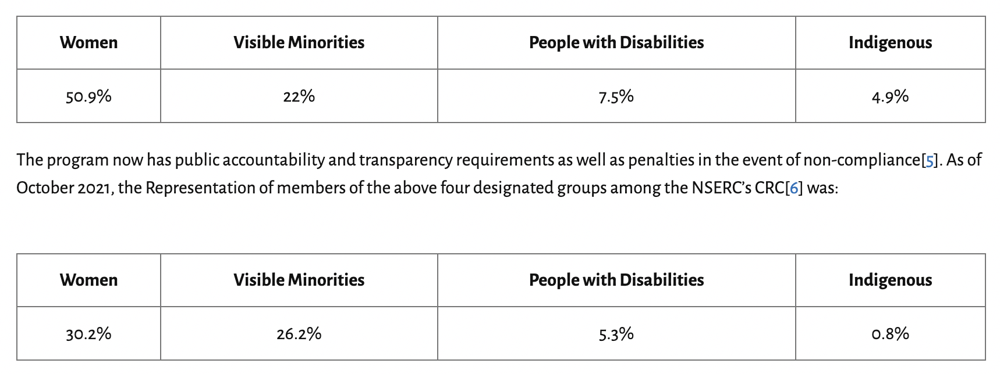 Women Visible Minorities People with Disabilities Indigenous
50.9% 22% 7.5% 4.9%
The program now has public accountability and transparency requirements as well as penalties in the event of non-compliance[5]. As of
October 2021, the Representation of members of the above four designated groups among the NSERC’s CRC[6] was:
Women Visible Minorities People with Disabilities Indigenous
30.2% 26.2% 5.3% 0.8%